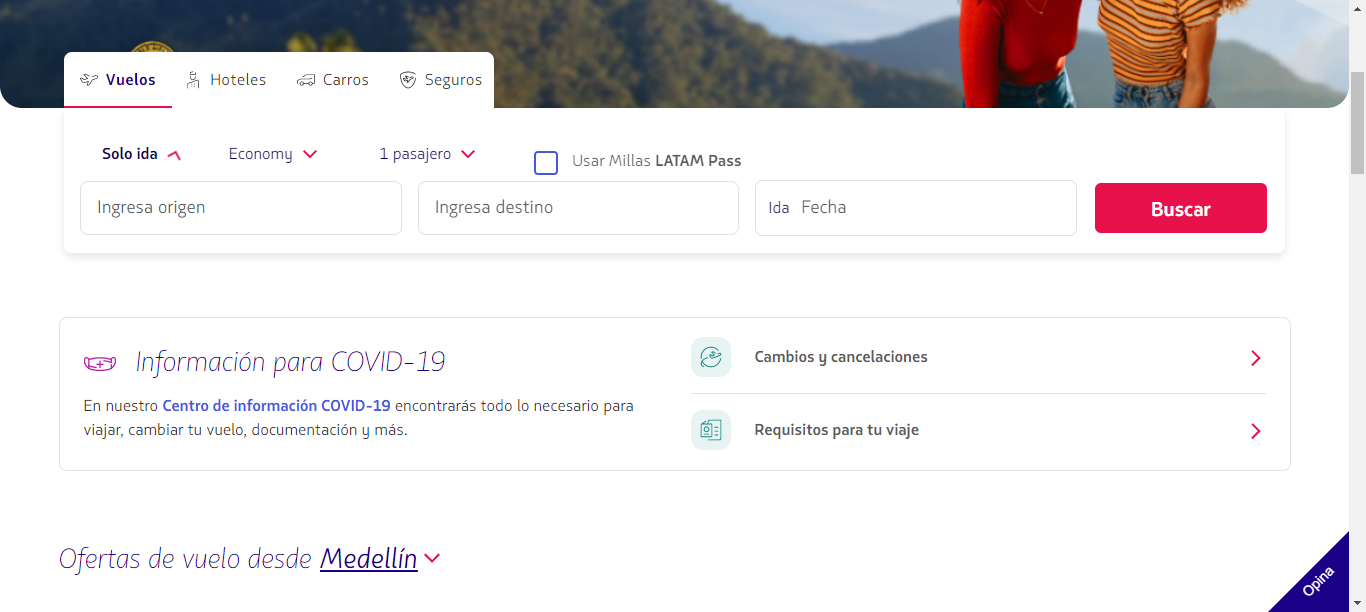 Vuelos Hoteles Carros Seguros
Solo ida Economy 1 pasajero Usar Millas LATAM Pass
Ingresa origen Ingresa destino Ida Fecha Buscar
Información para COVID-19
En nuestro Centro de información COVID-19 encontrarás todo lo necesario para
viajar, cambiar tu vuelo, documentación y más.
Cambios y cancelaciones
Requisitos para tu viaje
Ofertas de vuelo desde Medellín
Opina